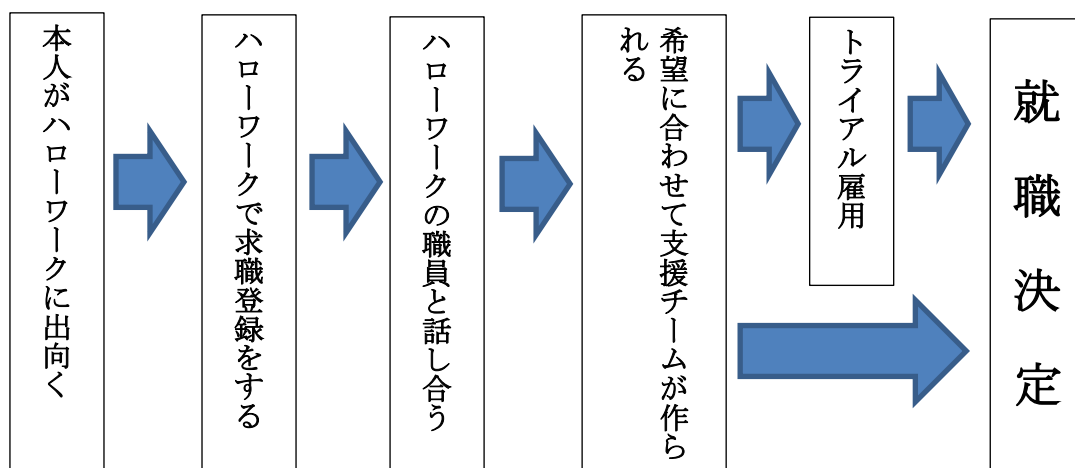 本人がハローワークに出向く
ハローワークで求職登録をする
ハローワークの職員と話し合う
希望に合わせて支援チームが作ら
れる
トライアル雇用
就職決定